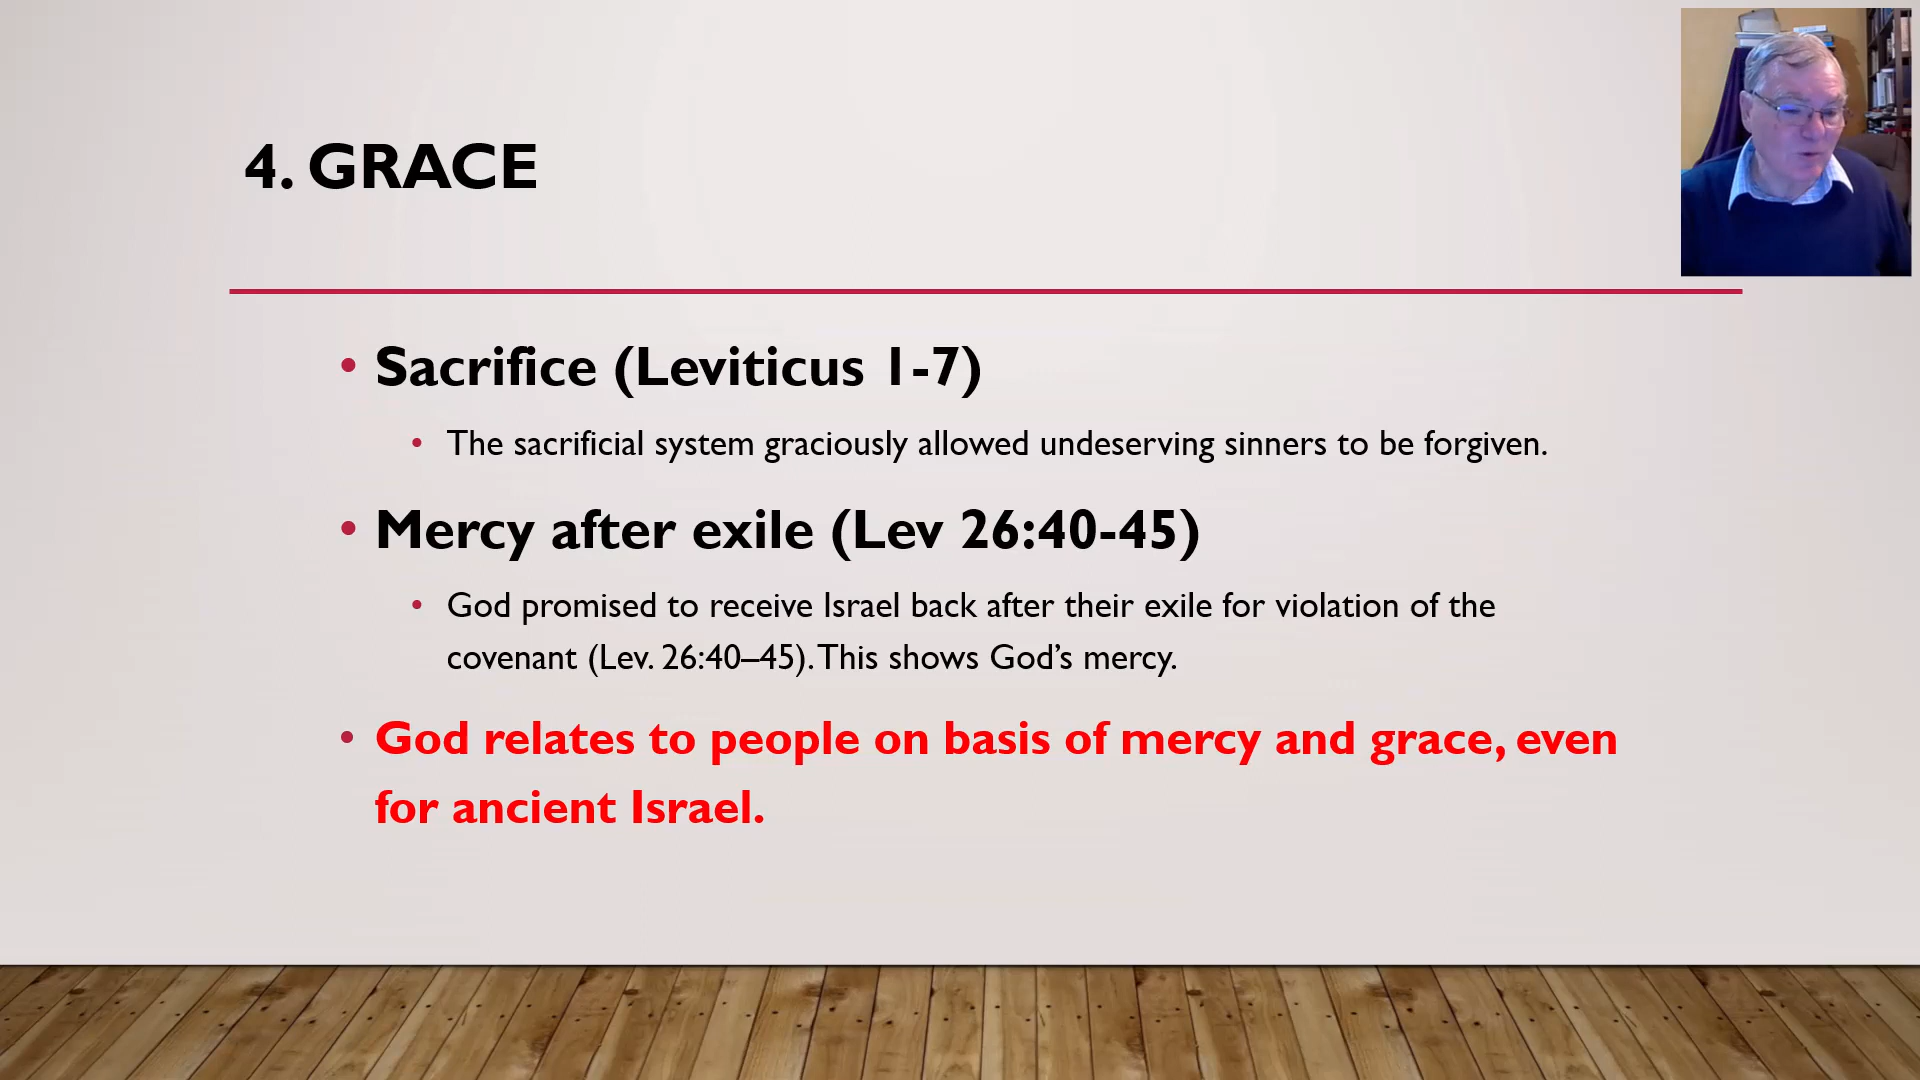 4. GRACE
• Sacrifice (Leviticus 1-7)
• The sacrificial system graciously allowed undeserving sinners to be forgiven.
• Mercy after exile (Lev 26:40-45)
• God promised to receive Israel back after their exile for violation of the
covenant (Lev. 26:40–45). This shows God’s mercy.
• God relates to people on basis of mercy and grace, even
for ancient Israel.